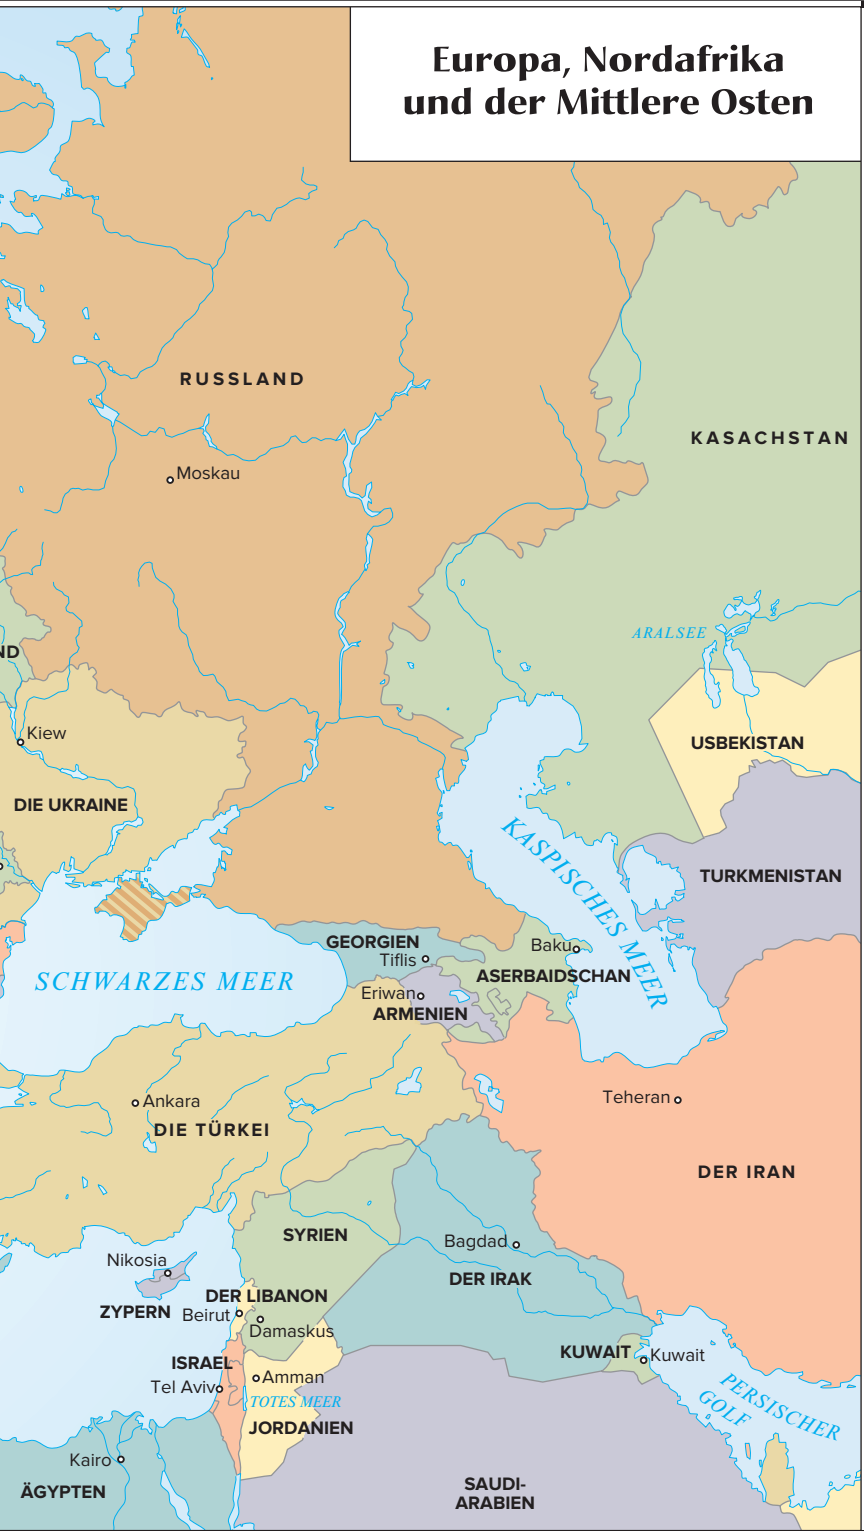 Europa, Nordafrika
und der Mittlere Osten
RUSSLAND
KASACHSTAN
Moskau
ARALSEE
ND
Kiew
USBEKISTAN
DIE UKRAINE
KASPISCHES MEER
TURKMENISTAN
GEORGIEN
Tiflis
Baku
SCHWARZES MEER
ASERBAIDSCHAN
Eriwan
ARMENIEN
Ankara
Teheran
DIE TÜRKEI
DER IRAN
SYRIEN
Bagdad
Nikosia
DER IRAK
DER LIBANON
ZYPERN
Beirut
Damaskus
KUWAIT
Kuwait
ISRAEL
Amman
Tel Aviv
TOTES MEER
PERSISCHER
GOLF
JORDANIEN
Kairo
ÄGYPTEN
SAUDI-
ARABIEN